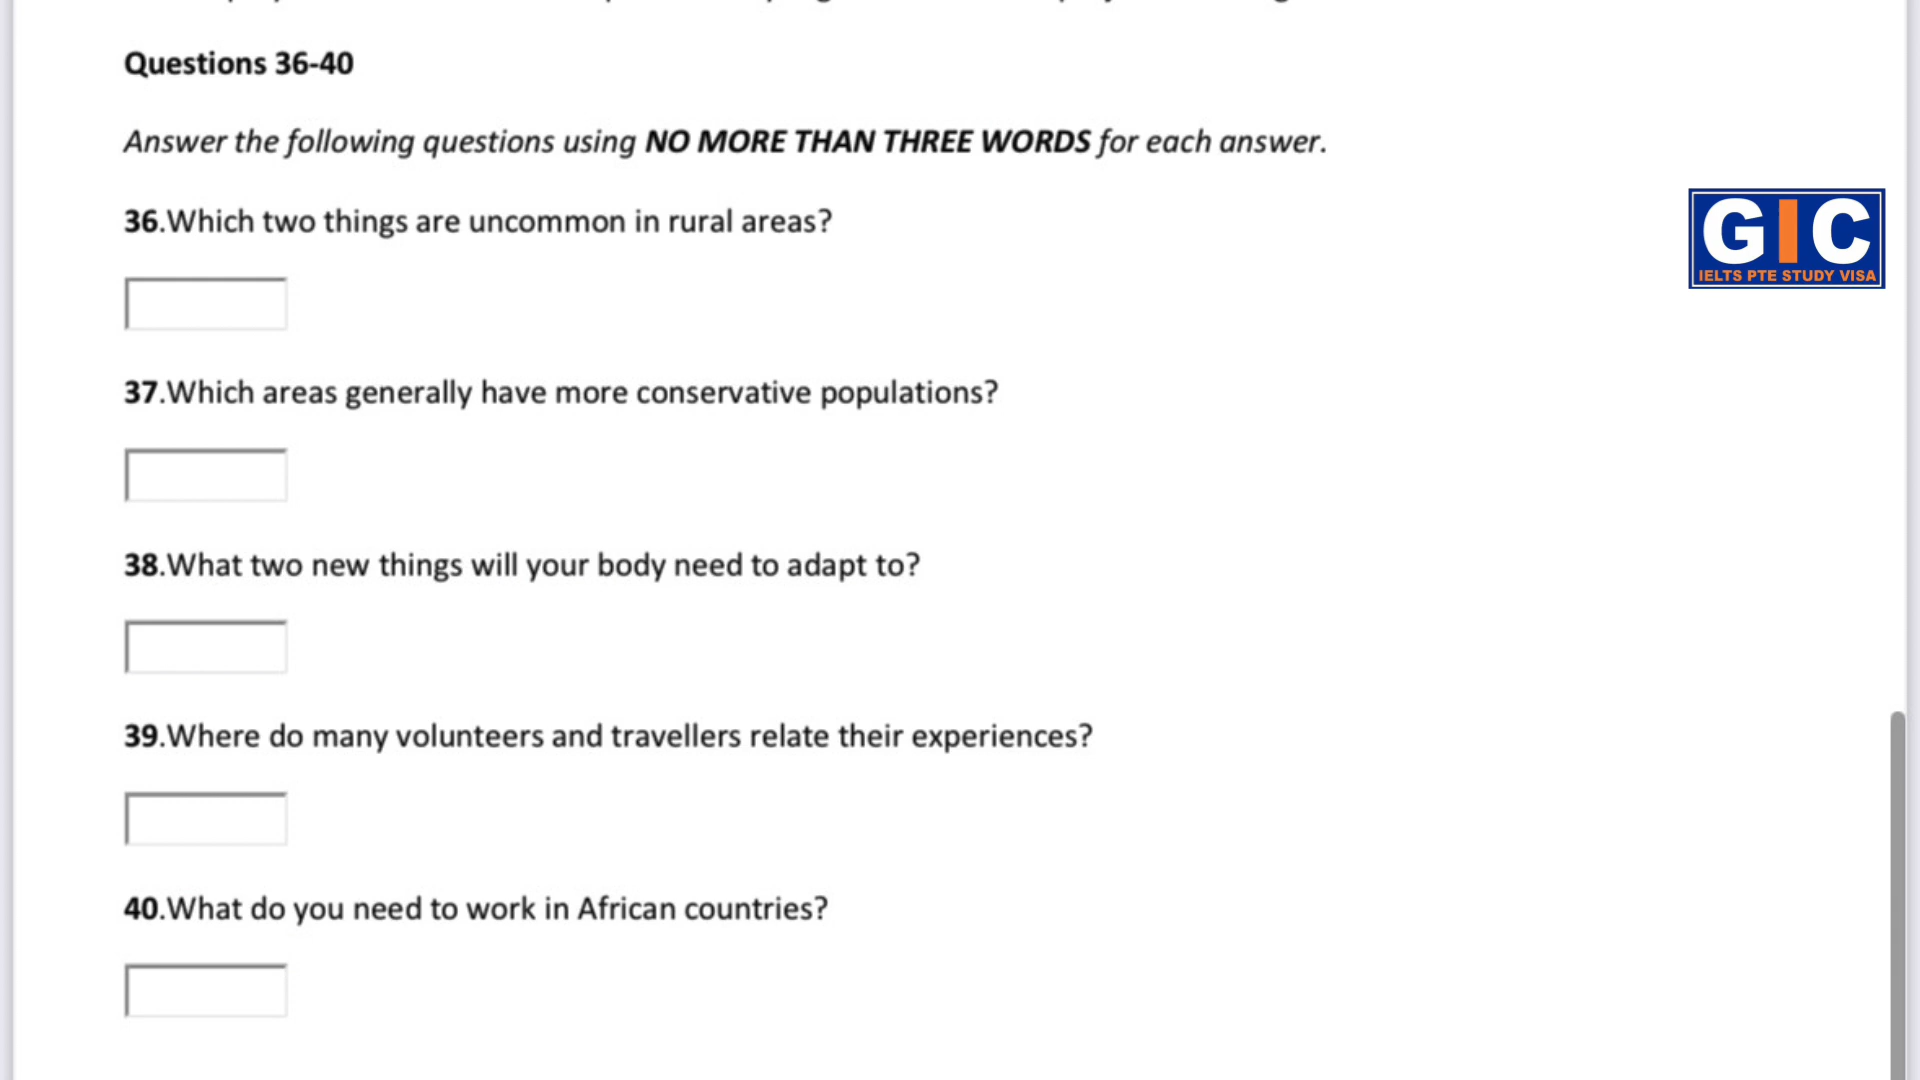 Questions 36-40
Answer the following questions using NO MORE THAN THREE WORDS for each answer.
36.Which two things are uncommon in rural areas?
GIC
IELTS PTE STUDY VISA
37.Which areas generally have more conservative populations?
38.What two new things will your body need to adapt to?
39.Where do many volunteers and travellers relate their experiences?
40.What do you need to work in African countries?